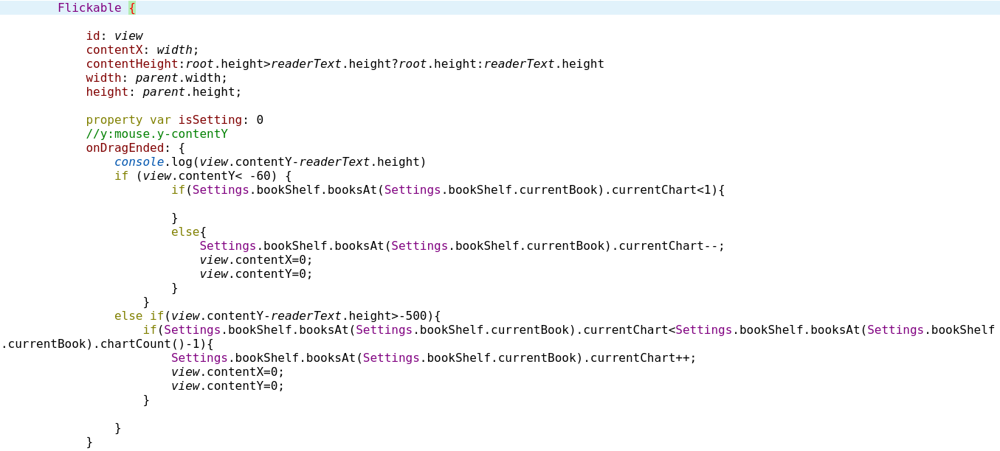 Flickable {
id: view
contentX: width;
contentHeight:root.height>readerText.height?root.height:readerText.height
width: parent.width;
height: parent.height;
property var isSetting: 0
//y:mouse.y-contentY
onDragEnded: {
console.log(view.contentY-readerText.height)
if (view.contentY< -60) {
if(Settings.bookShelf.booksAt(Settings.bookShelf.currentBook).currentChart<1){
}
else{
Settings.bookShelf.booksAt(Settings.bookShelf.currentBook).currentChart--;
view.contentX=0;
view.contentY=0;
}
}
else if(view.contentY-readerText.height>-500){
if(Settings.bookShelf.booksAt(Settings.bookShelf.currentBook).currentChart<Settings.bookShelf.booksAt(Settings.bookShelf
.currentBook).chartCount()-1){
Settings.bookShelf.booksAt(Settings.bookShelf.currentBook).currentChart++;
view.contentX=0;
view.contentY=0;
}
}
}